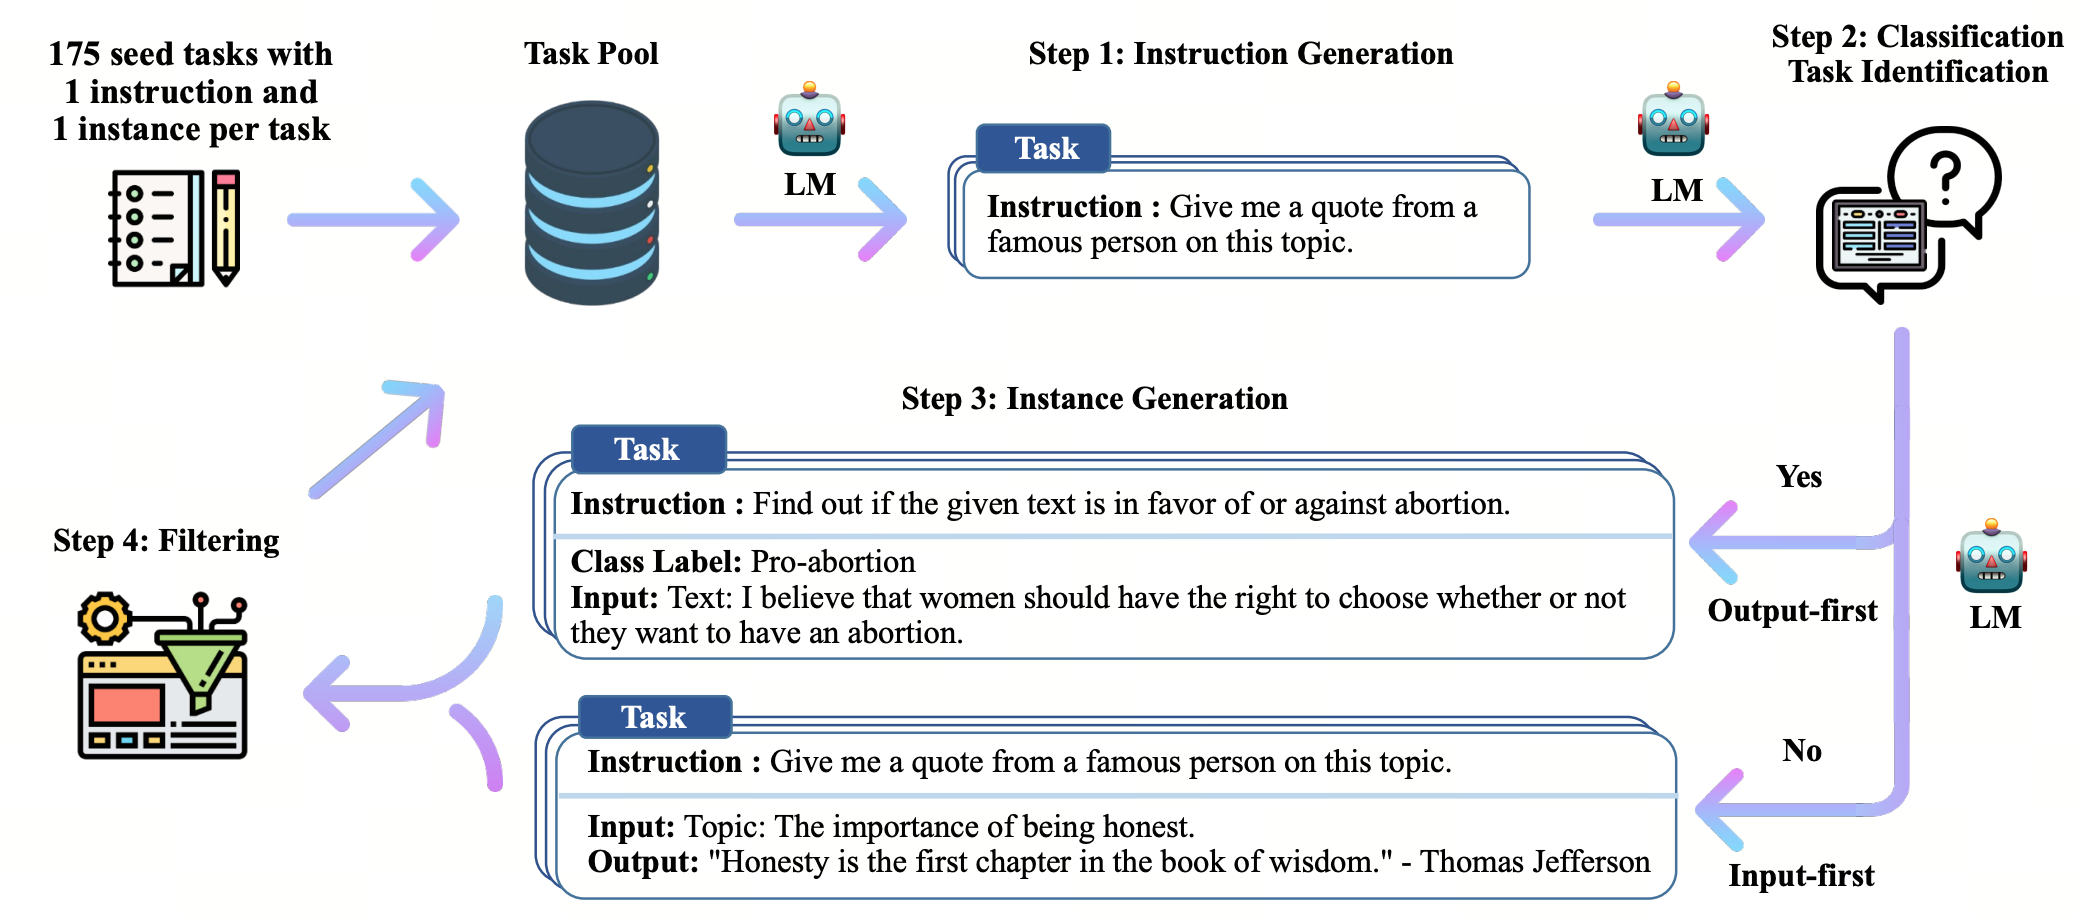 175 seed tasks with
1 instruction and
1 instance per task
Task Pool
LM
Step 1: Instruction Generation
Task
Instruction : Give me a quote from a
famous person on this topic.
LM
Step 2: Classification
Task Identification
?
Step 3: Instance Generation
Task
Instruction : Find out if the given text is in favor of or against abortion.
Class Label: Pro-abortion
Input: Text: I believe that women should have the right to choose whether or not
they want to have an abortion.
Yes
Output-first
LM
Step 4: Filtering
Task
Instruction : Give me a quote from a famous person on this topic.
Input: Topic: The importance of being honest.
Output: "Honesty is the first chapter in the book of wisdom." - Thomas Jefferson
No
Input-first